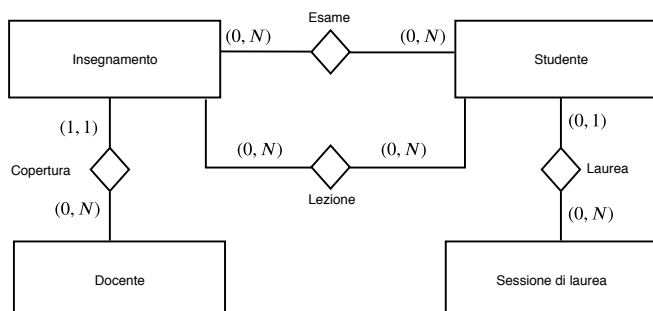 Esame
(0, N)
(0, N)
Insegnamento
Studente
(1, 1)
(0, N)
(0, N)
(0, 1)
Copertura
Laurea
Lezione
(0, N)
(0, N)
Docente
Sessione di laurea